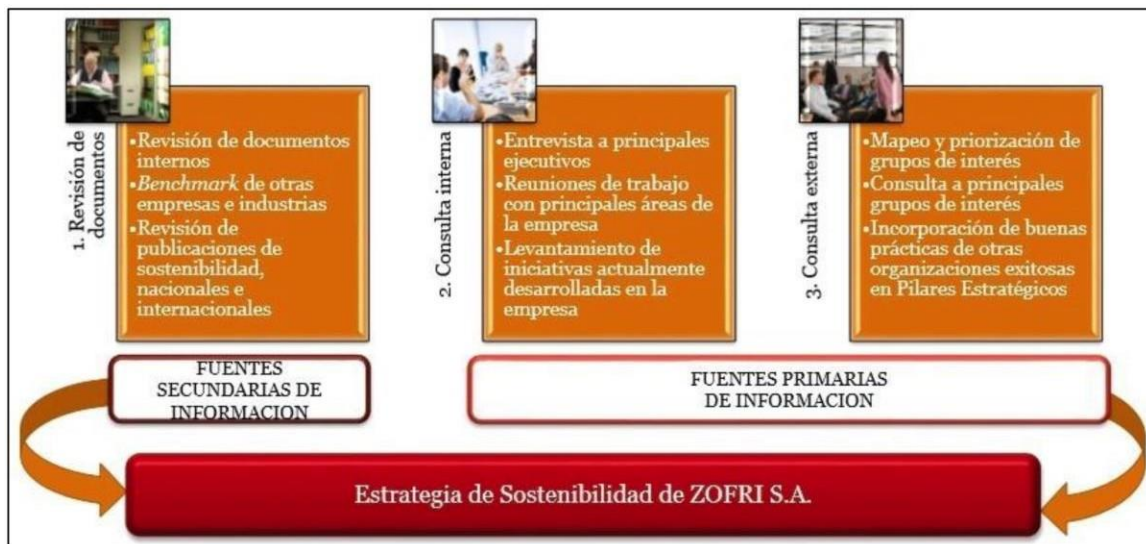 1. Revisión de
documentos
•Revisión de documentos
internos
•Benchmark de otras
empresas e industrias
•Revisión de
publicaciones de
sostenibilidad,
nacionales e
internacionales
2. Consulta interna
•Entrevista a principales
ejecutivos
•Reuniones de trabajo
con principales áreas de
la empresa
•Levantamiento de
iniciativas actualmente
desarrolladas en la
empresa
3. Consulta externa
•Mapeo y priorización de
grupos de interés
•Consulta a principales
grupos de interés
•Incorporación de buenas
prácticas de otras
organizaciones exitosas
en Pilares Estratégicos
FUENTES
SECUNDARIAS DE
INFORMACION
FUENTES PRIMARIAS
DE INFORMACION
Estrategia de Sostenibilidad de ZOFRI S.A.